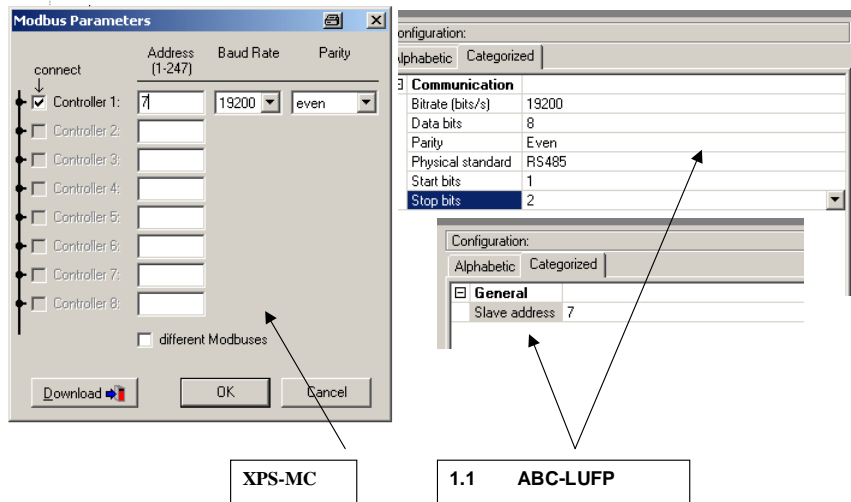 Modbus Parameters
connect
Address
(1-247)
Baud Rate
Parity
Controller 1:
7
19200
even
Controller 2:
Controller 3:
Controller 4:
Controller 5:
Controller 6:
Controller 7:
Controller 8:
different Modbuses
Download
OK
Cancel
onfiguration:
lphabetic Categorized
Communication
Bitrate (bits/s) 19200
Data bits 8
Parity Even
Physical standard RS485
Start bits 1
Stop bits 2
Configuration:
Alphabetic Categorized
General
Slave address 7
XPS-MC
1.1 ABC-LUFP